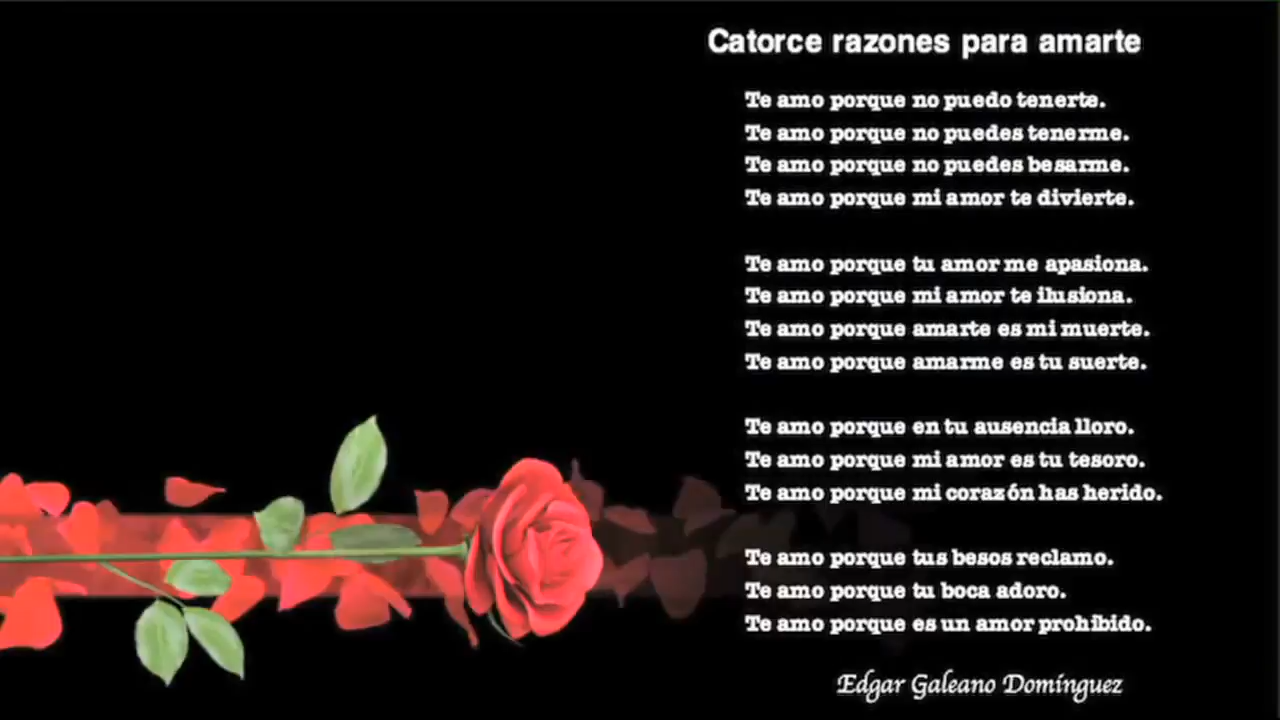 Catorce razones para amarte
Te amo porque no puedo tenerte.
Te amo porque no puedes tenerme.
Te amo porque no puedes besarme.
Te amo porque mi amor te divierte.
Te amo porque tu amor me apasiona.
Te amo porque mi amor te ilusiona.
Te amo porque amarte es mi muerte.
Te amo porque amarme es tu suerte.
Te amo porque en tu ausencia lloro.
Te amo porque mi amor es tu tesoro.
Te amo porque mi corazón has herido.
Te amo porque tus besos reclamo.
Te amo porque tu boca adoro.
Te amo porque es un amor prohibido.
Edgar Galeano Domínguez